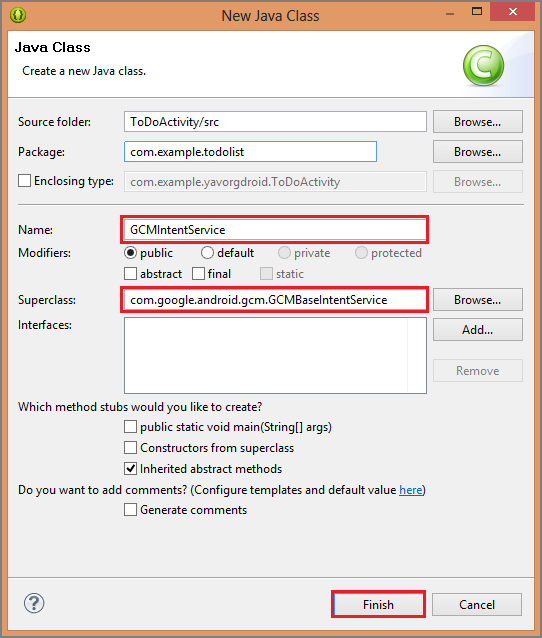 New Java Class
Java Class
Create a new Java class.
C
Source folder: ToDoActivity/src Browse...
Package: com.example.todolist Browse...
Enclosing type: com.example.yavorgdroid.ToDoActivity Browse...
Name: GCMIntentService
Modifiers: public default private protected
abstract final static
Superclass: com.google.android.gcm.GCMBaseIntentService Browse...
Interfaces: Add...
Remove
Which method stubs would you like to create?
public static void main(String[] args)
Constructors from superclass
Inherited abstract methods
Do you want to add comments? (Configure templates and default value here)
Generate comments
? Finish Cancel